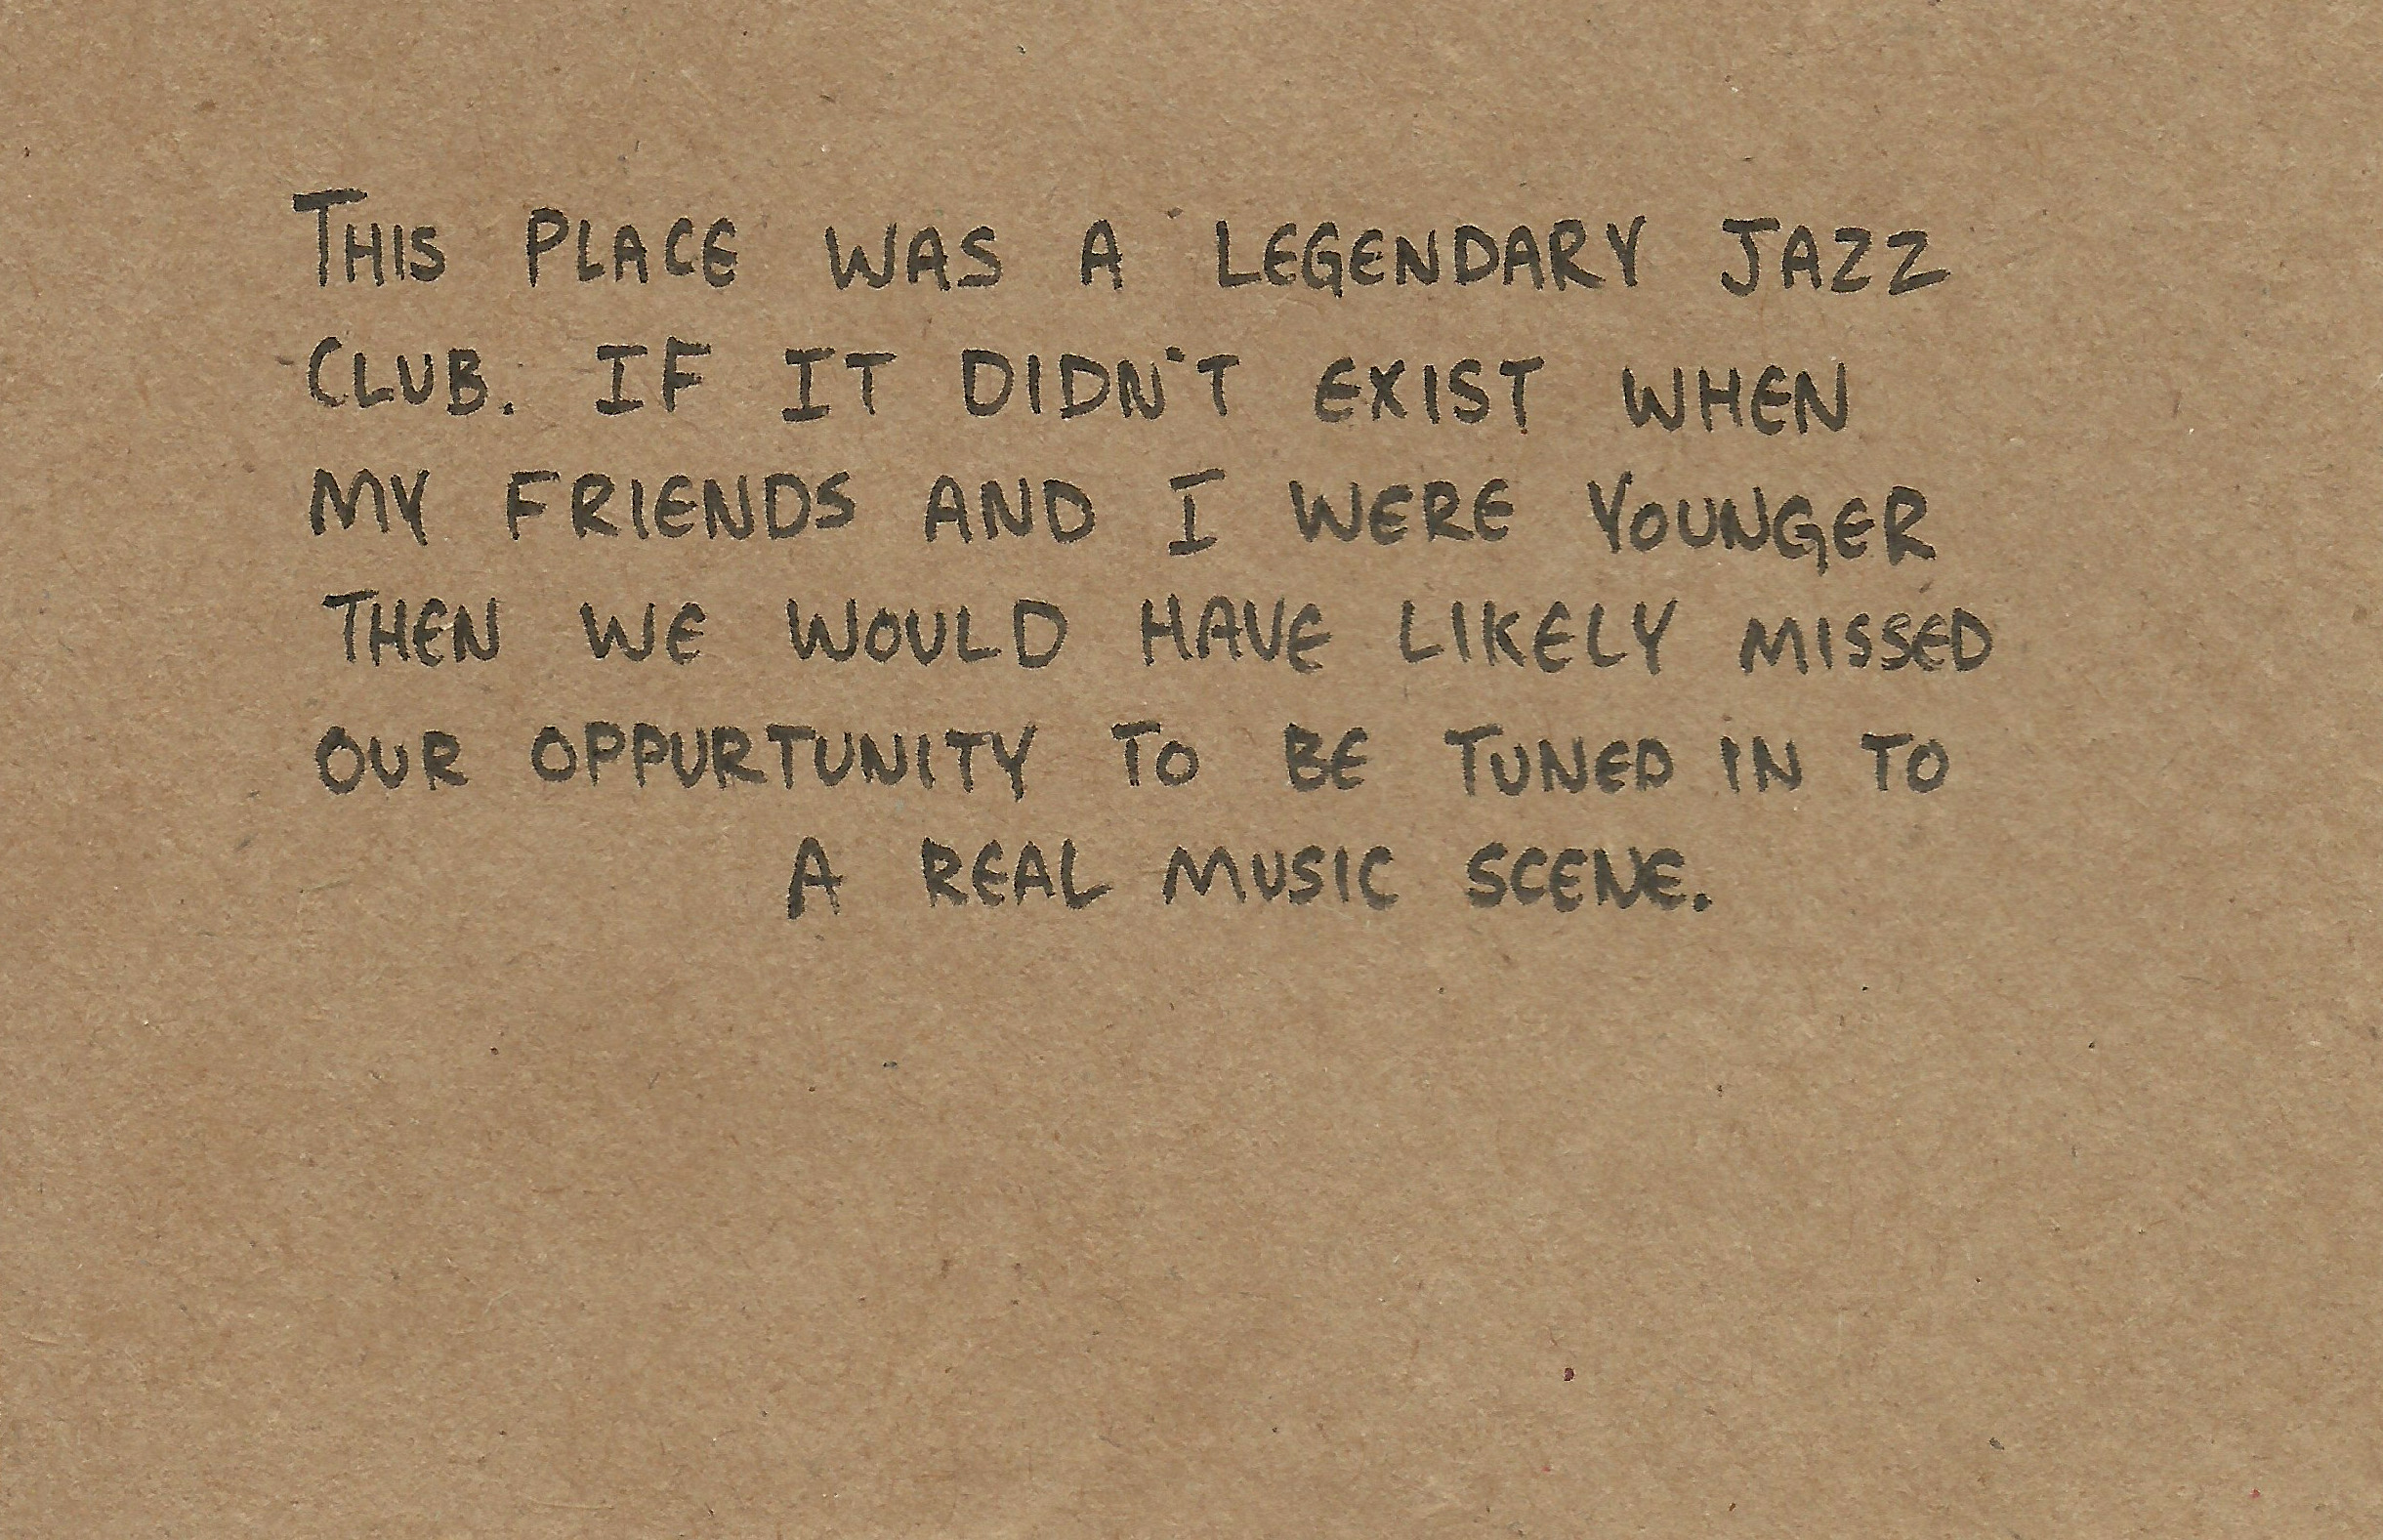 THIS PLACE WAS A LEGENDARY JAZZ
CLUB. IF IT DIDN'T EXIST WHEN
MY FRIENDS AND I WERE YOUNGER
THEN WE WOULD HAVE LIKELY MISSED
OUR OPPURTUNITY TO BE TUNED IN TO
A REAL MUSIC SCENE.